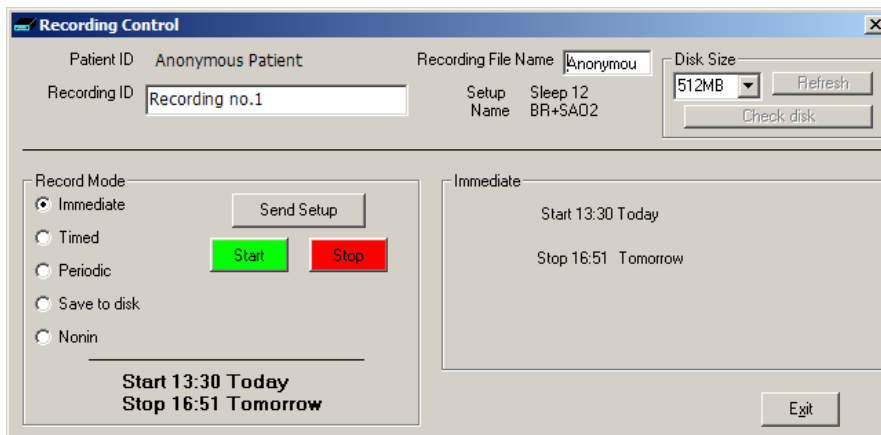 Recording Control
Patient ID Anonymous Patient
Recording File Name Anonymou
Disk Size
Recording ID Recording no.1
Setup Name Sleep 12 BR+SAO2
512MB Refresh
Check disk
Record Mode
Immediate
Timed
Periodic
Save to disk
Nonin
Send Setup
Start Stop
Start 13:30 Today
Stop 16:51 Tomorrow
Immediate
Start 13:30 Today
Stop 16:51 Tomorrow
Exit